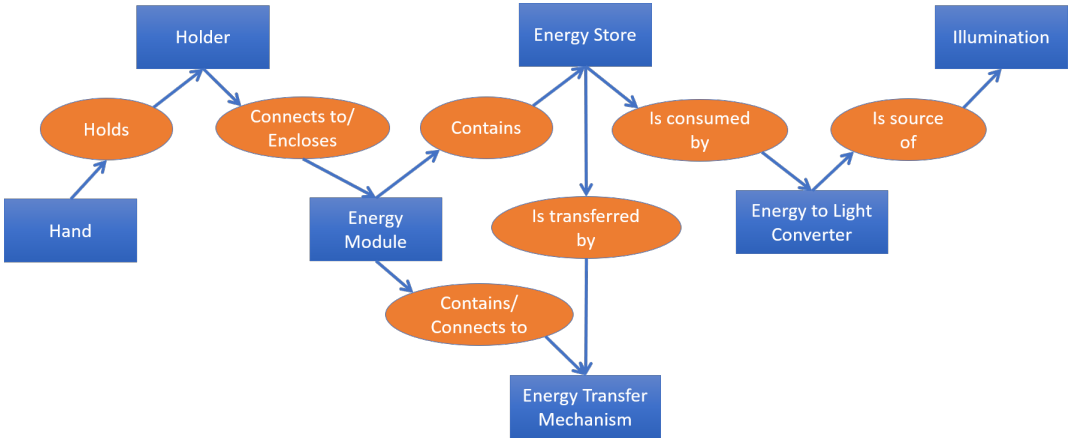 Holder
Energy Store
Illumination
Holds
Connects to/
Encloses
Contains
Is consumed
by
Is source
of
Hand
Energy
Module
Is transferred
by
Energy to Light
Converter
Contains/
Connects to
Energy Transfer
Mechanism